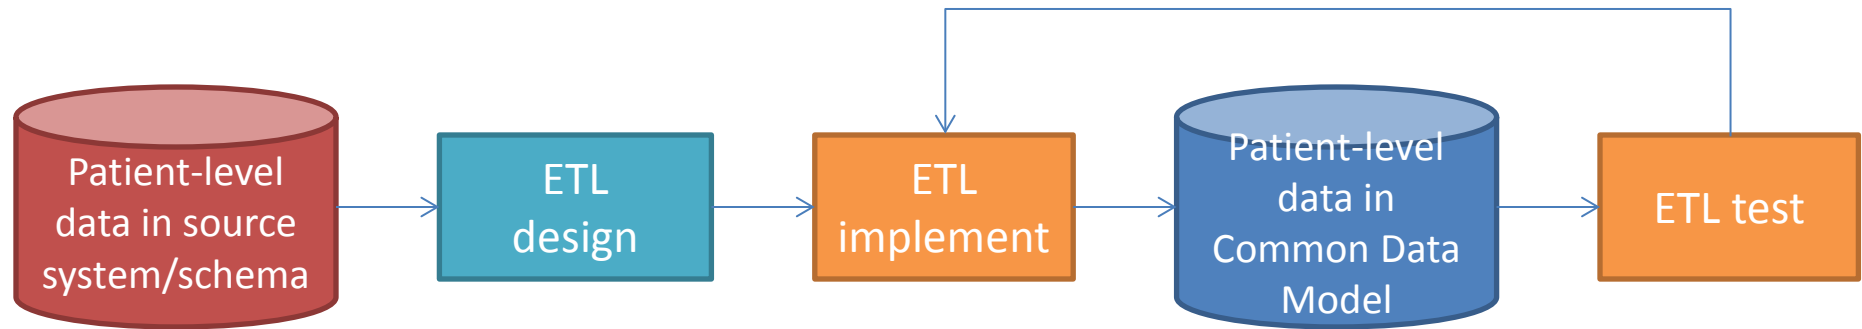 Patient-level
data in source
system/schema
ETL
design
ETL
implement
Patient-level
data in
Common Data
Model
ETL test